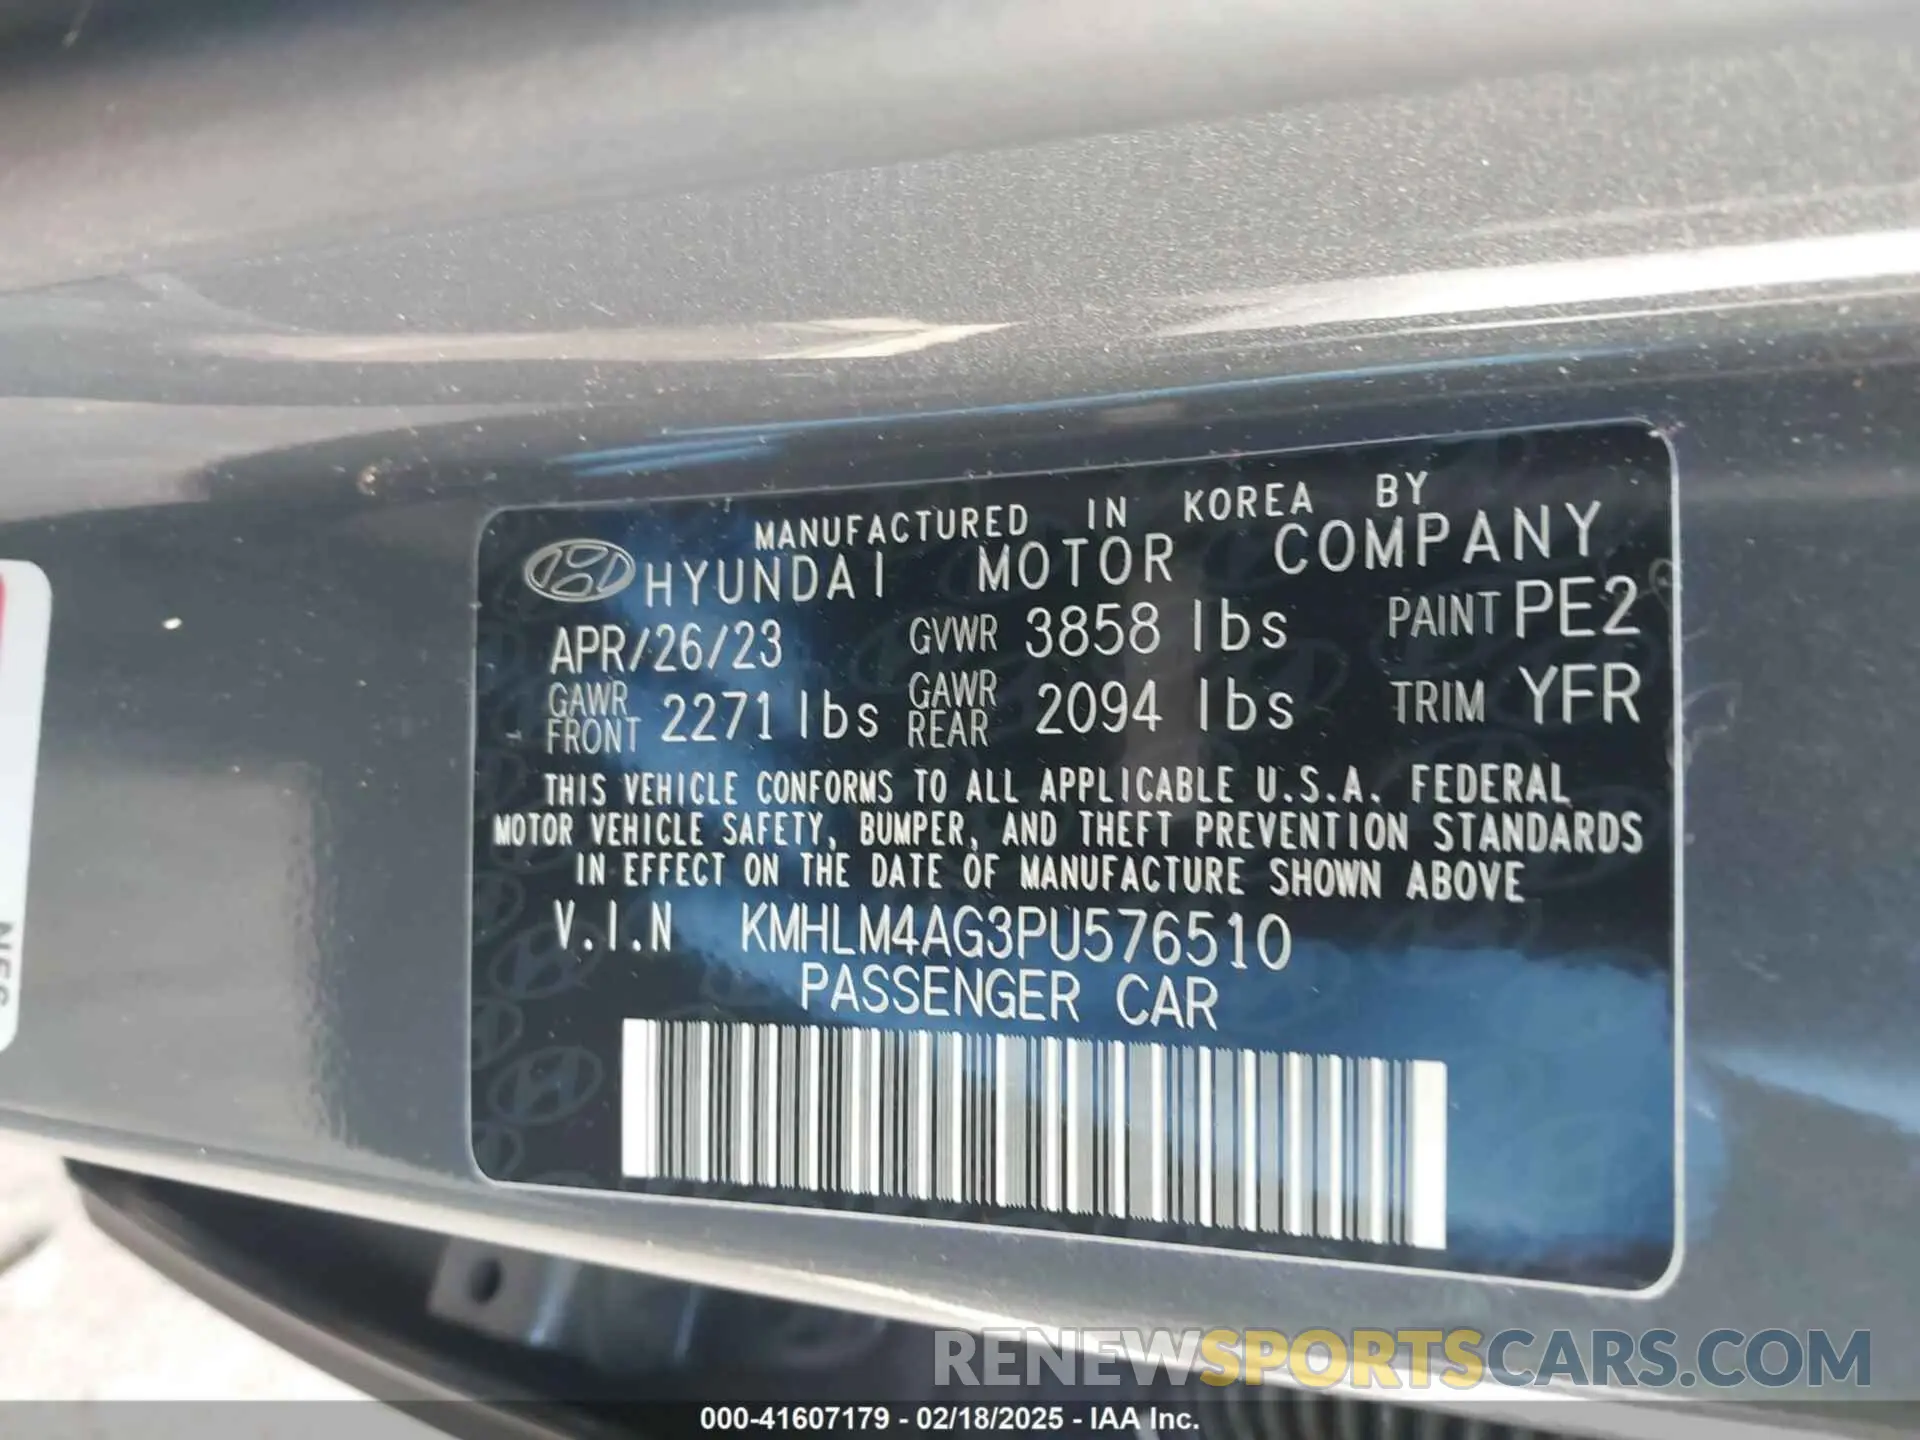 MANUFACTURED IN KOREA BY
HYUNDAI MOTOR COMPANY
APR/26/23 GVWR 3858 lbs PAINT PE2
GAWR FRONT 2271 lbs GAWR REAR 2094 lbs TRIM YFR
THIS VEHICLE CONFORMS TO ALL APPLICABLE U.S.A. FEDERAL
MOTOR VEHICLE SAFETY, BUMPER, AND THEFT PREVENTION STANDARDS
IN EFFECT ON THE DATE OF MANUFACTURE SHOWN ABOVE
V.I.N KMHLM4AG3PU576510
PASSENGER CAR
RENEWSPORTSCARS.COM
000-41607179 - 02/18/2025 - IAA Inc.